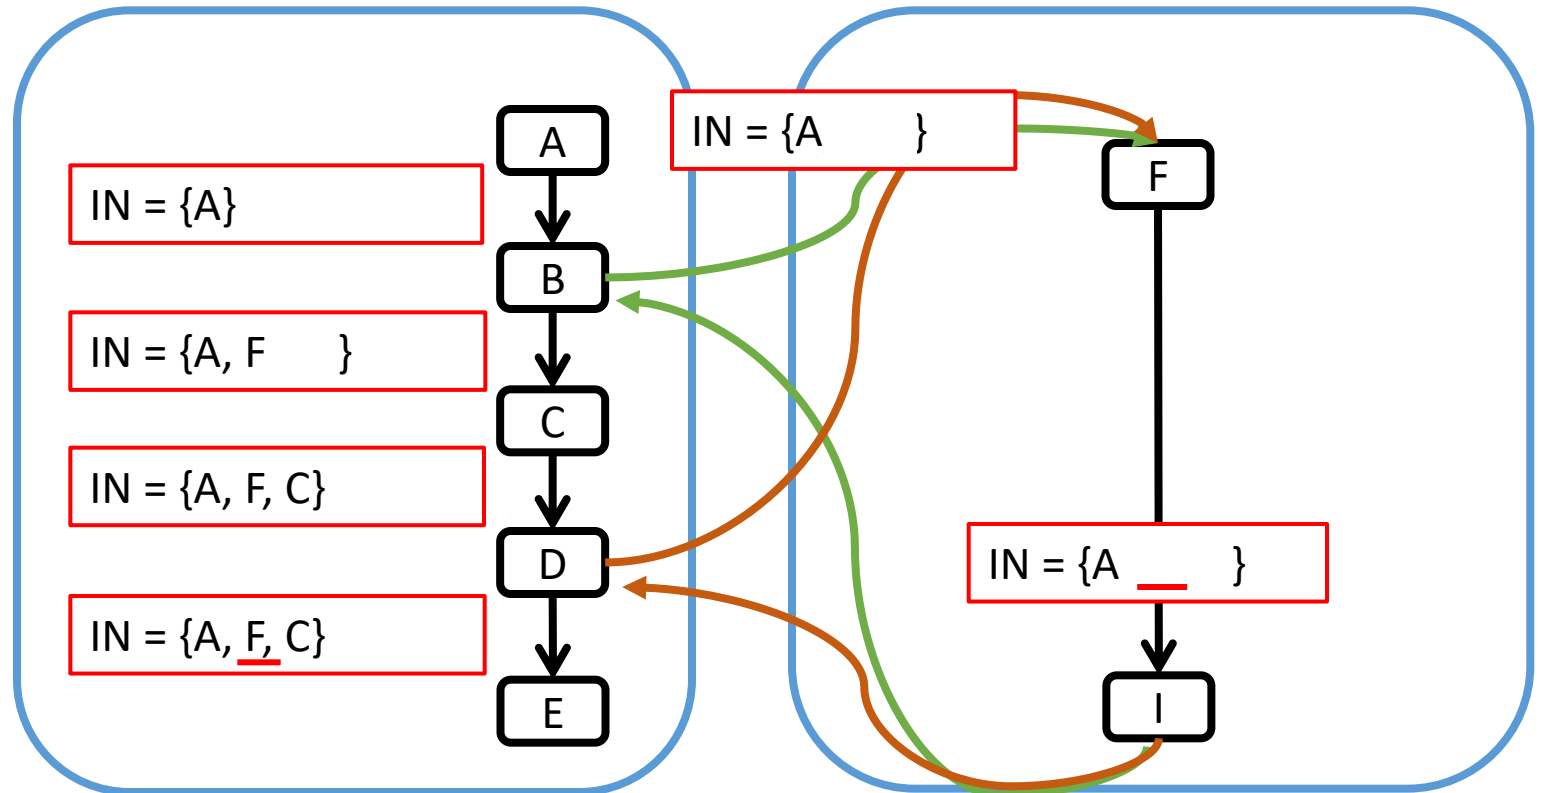 A
IN = {A }
F
IN = {A}
B
IN = {A, F }
C
IN = {A, F, C}
D
IN = {A }
IN = {A, F, C}
E
I